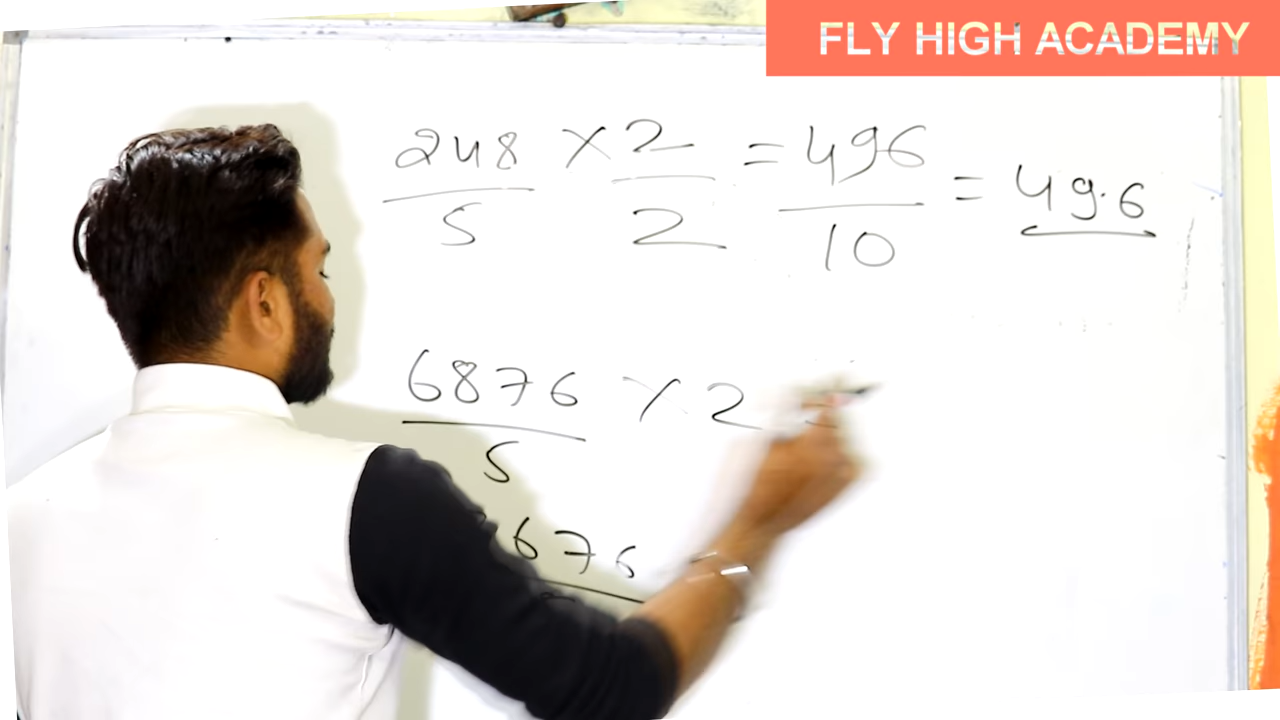 FLY HIGH ACADEMY
248/5 × 2/2 = 496/10 = 49.6
6876/5 × 2 =
676